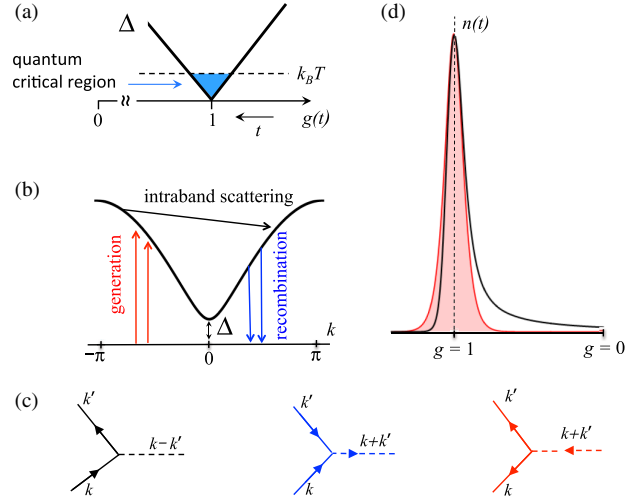 (a)
Δ
quantum
critical region
k_BT
0
1
g(t)
t
(b)
intraband scattering
generation
recombination
Δ
k
−π
0
π
(c)
k′
k
k−k′
k′
k
k+k′
k′
k
k+k′
(d)
n(t)
g = 1
g = 0